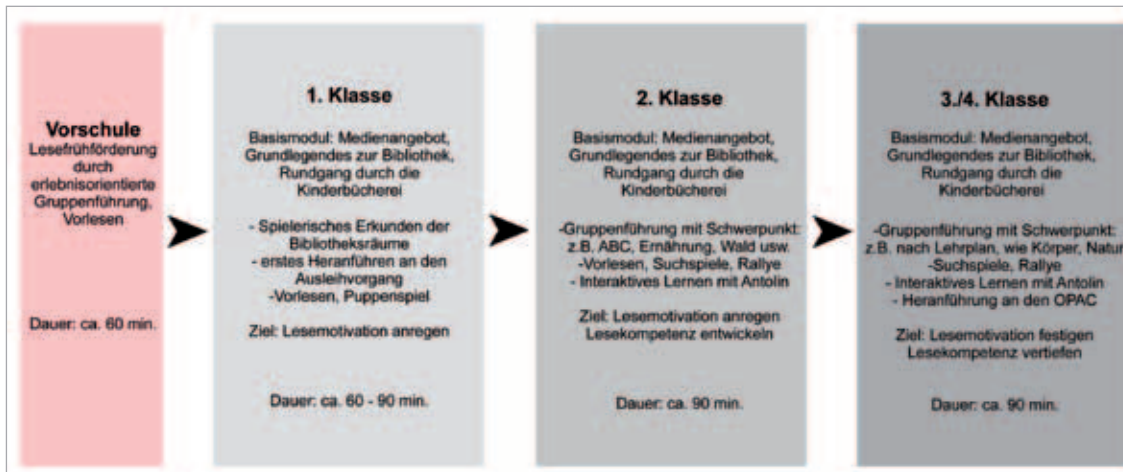 Vorschule
Lesefrühförderung
durch
erlebnisorientierte
Gruppenführung,
Vorlesen
Dauer: ca. 60 min.
1. Klasse
Basismodul: Medienangebot,
Grundlegendes zur Bibliothek,
Rundgang durch die
Kinderbücherei
- Spielerisches Erkunden der
Bibliotheksräume
- erstes Heranführen an den
Ausleihvorgang
-Vorlesen, Puppenspiel
Ziel: Lesemotivation anregen
Dauer: ca. 60 - 90 min.
2. Klasse
Basismodul: Medienangebot,
Grundlegendes zur Bibliothek,
Rundgang durch die
Kinderbücherei
-Gruppenführung mit Schwerpunkt:
z.B. ABC, Ernährung, Wald usw.
-Vorlesen, Suchspiele, Rallye
- Interaktives Lernen mit Antolin
Ziel: Lesemotivation anregen
Lesekompetenz entwickeln
Dauer: ca. 90 min.
3./4. Klasse
Basismodul: Medienangebot,
Grundlegendes zur Bibliothek,
Rundgang durch die
Kinderbücherei
-Gruppenführung mit Schwerpunkt:
z.B. nach Lehrplan, wie Körper, Natur
-Suchspiele, Rallye
- Interaktives Lernen mit Antolin
- Heranführung an den OPAC
Ziel: Lesemotivation festigen
Lesekompetenz vertiefen
Dauer: ca. 90 min.